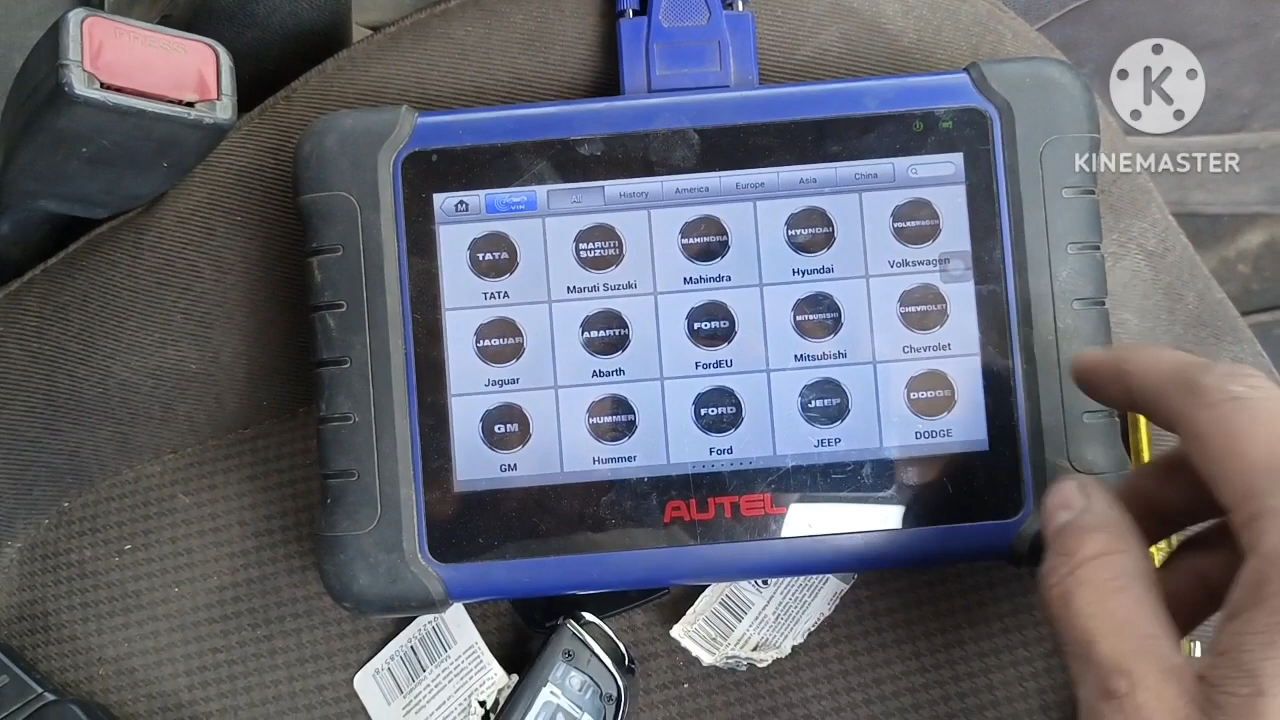 PRESS
K
KINEMASTER
VIN
All
History
America
Europe
Asia
China
TATA
MARUTI
SUZUKI
MAHINDRA
HYUNDAI
VOLKSWAGEN
TATA
Maruti Suzuki
Mahindra
Hyundai
Volkswagen
JAGUAR
ABARTH
FORD
MITSUBISHI
CHEVROLET
Jaguar
Abarth
FordEU
Mitsubishi
Chevrolet
GM
HUMMER
FORD
JEEP
DODGE
GM
Hummer
Ford
JEEP
DODGE
AUTEL